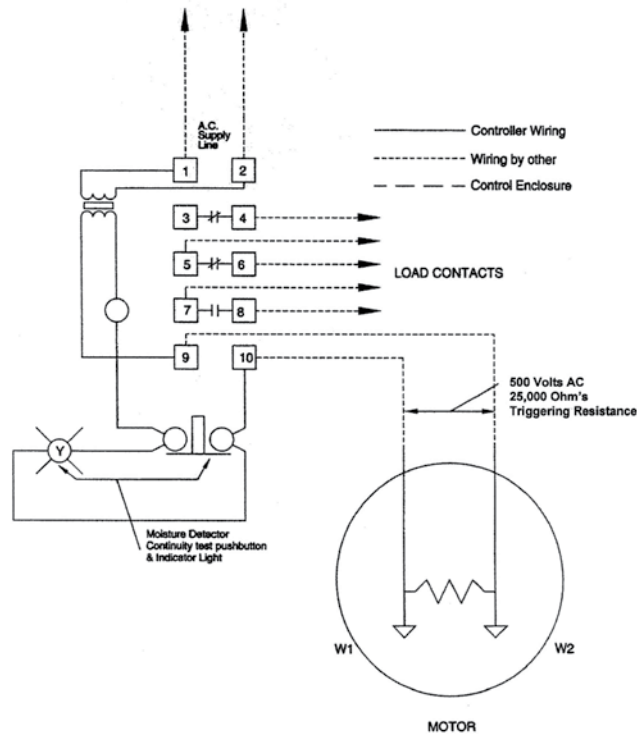 A.C.
Supply
Line
1
2
Controller Wiring
Wiring by other
Control Enclosure
3
4
5
6
LOAD CONTACTS
7
8
9
10
500 Volts AC
25,000 Ohm's
Triggering Resistance
Y
Moisture Detector
Continuity test pushbutton
& Indicator Light
W1
W2
MOTOR